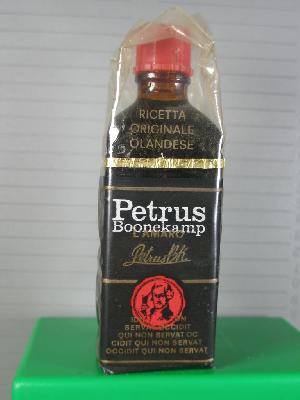 RICETTA
ORIGINALE
OLANDESE
Petrus
Boonekamp
L'AMARO
PetrusBk
SERVAT OCCIDIT
QUI NON SERVAT OC
CIDIT QUI NON SERVAT
OCCIDIT QUI NON SERVAT